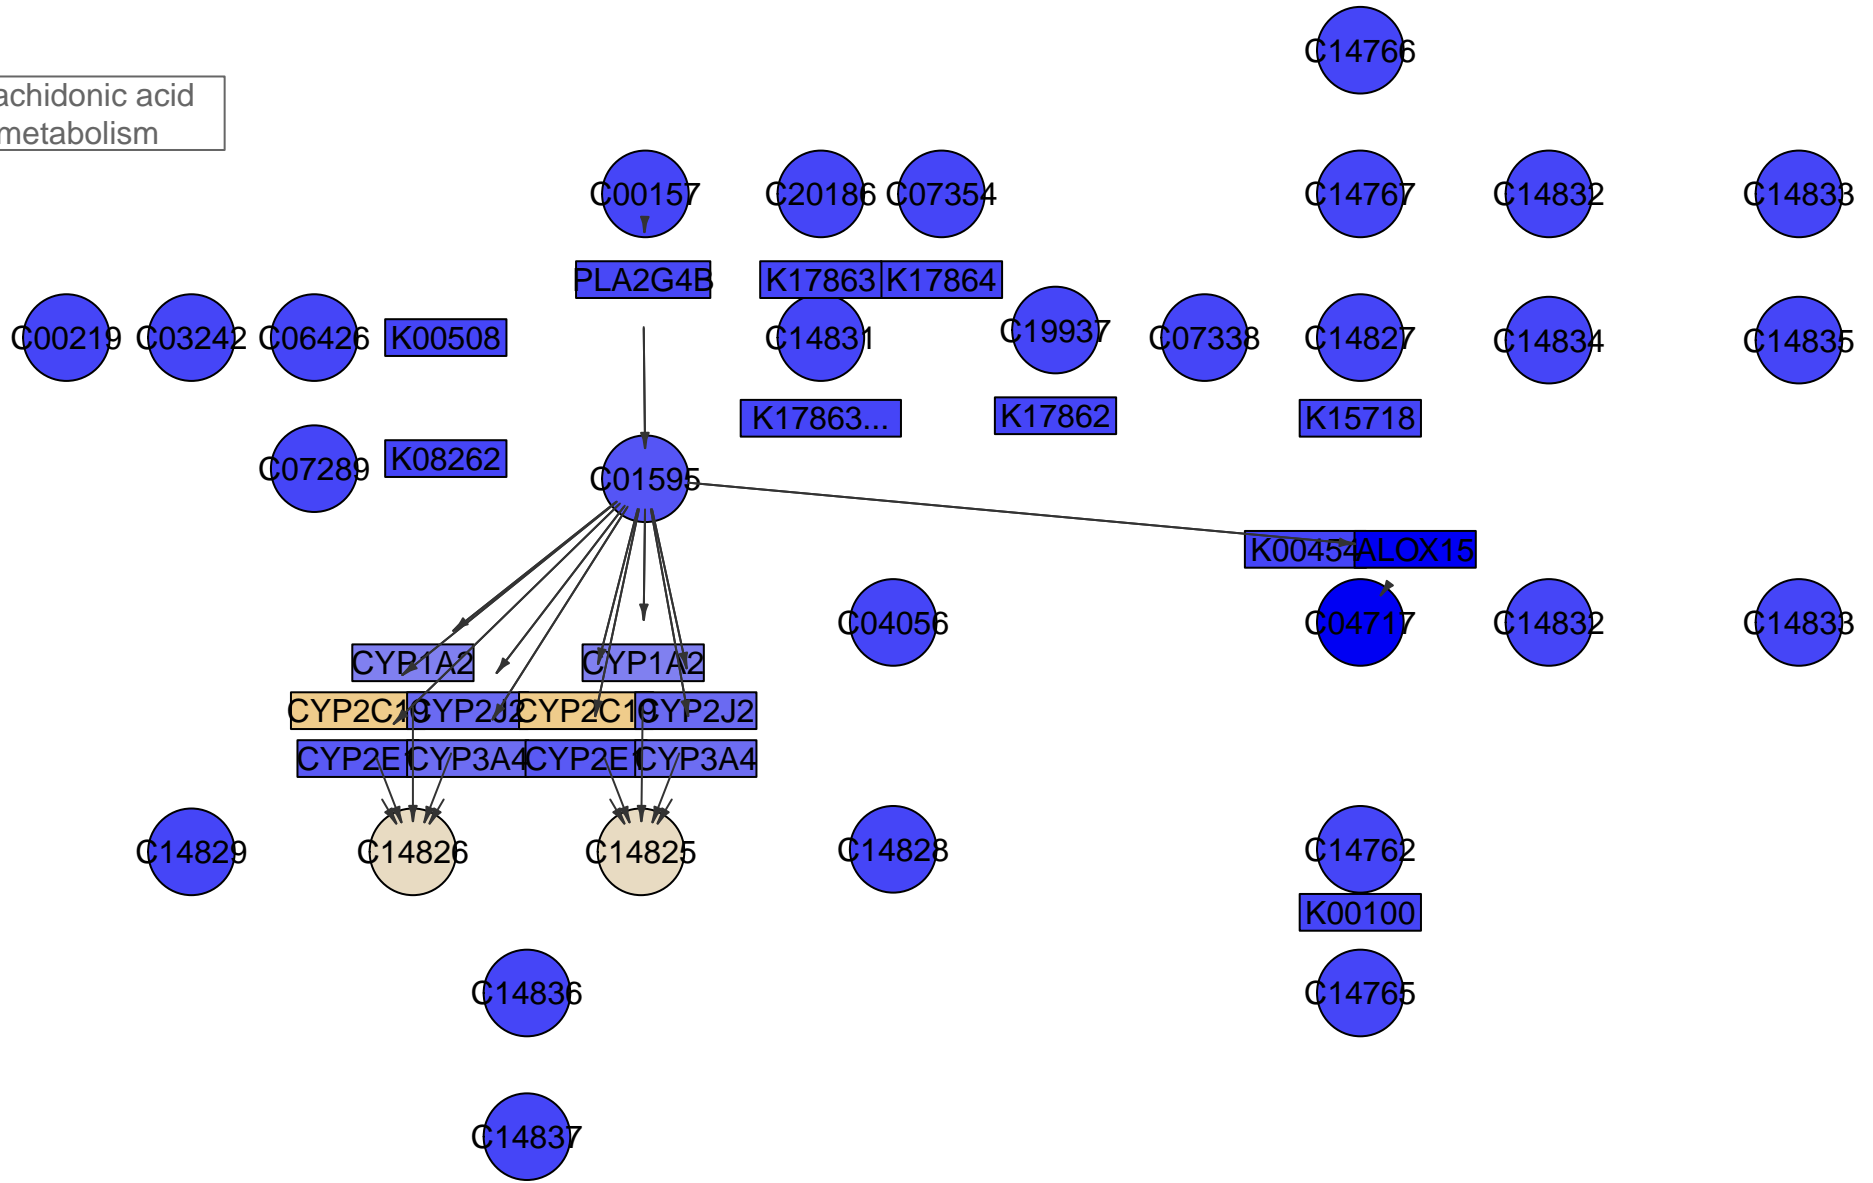 C14766
achidonic acid
metabolism
C00157
C20186
C07354
C14767
C14832
C14833
PLA2G4B
K17863
K17864
C00219
C03242
C06426
K00508
C14831
C19937
C07338
C14827
C14834
C14835
K17863...
K17862
K15718
C07289
K08262
C01595
K00454
ALOX15
C04056
C04717
C14832
C14833
CYP1A2
CYP1A2
CYP2C19
CYP2J2
CYP2C19
CYP2J2
CYP2E1
CYP3A4
CYP2E1
CYP3A4
C14829
C14826
C14825
C14828
C14762
K00100
C14836
C14765
C14837